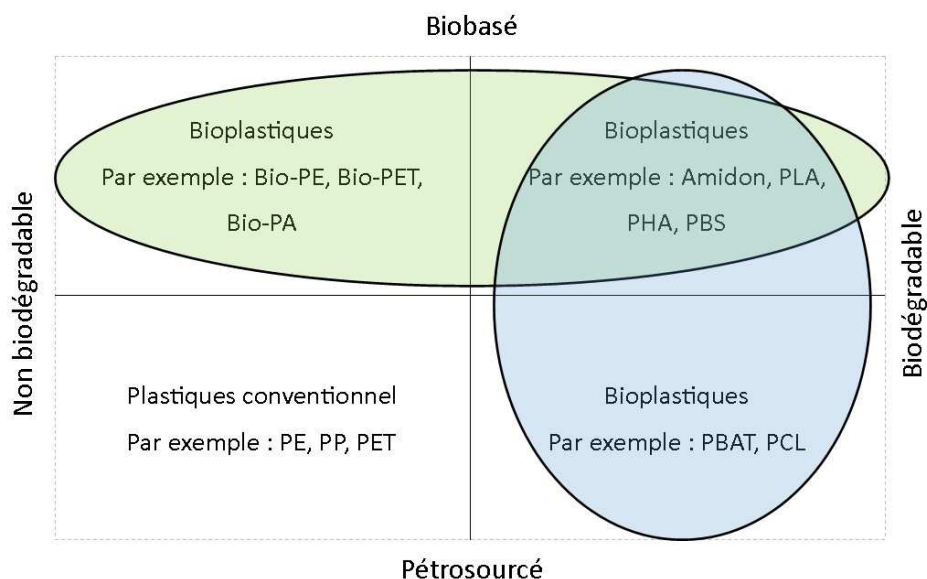 Biobasé
Bioplastiques
Par exemple : Bio-PE, Bio-PET,
Bio-PA
Bioplastiques
Par exemple : Amidon, PLA,
PHA, PBS
Non biodégradable
Biodégradable
Plastiques conventionnel
Par exemple : PE, PP, PET
Bioplastiques
Par exemple : PBAT, PCL
Pétrosourcé